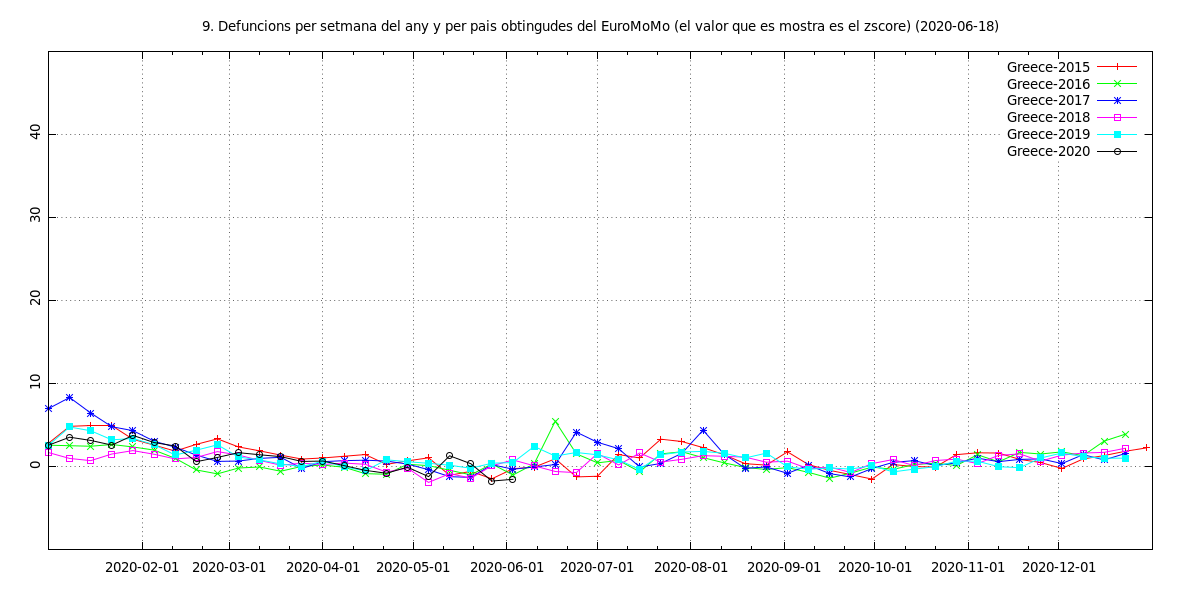 9. Defuncions per setmana del any y per pais obtingudes del EuroMoMo (el valor que es mostra es el zscore) (2020-06-18)
Greece-2015
Greece-2016
Greece-2017
Greece-2018
Greece-2019
Greece-2020
40
30
20
10
0
2020-02-01 2020-03-01 2020-04-01 2020-05-01 2020-06-01 2020-07-01 2020-08-01 2020-09-01 2020-10-01 2020-11-01 2020-12-01